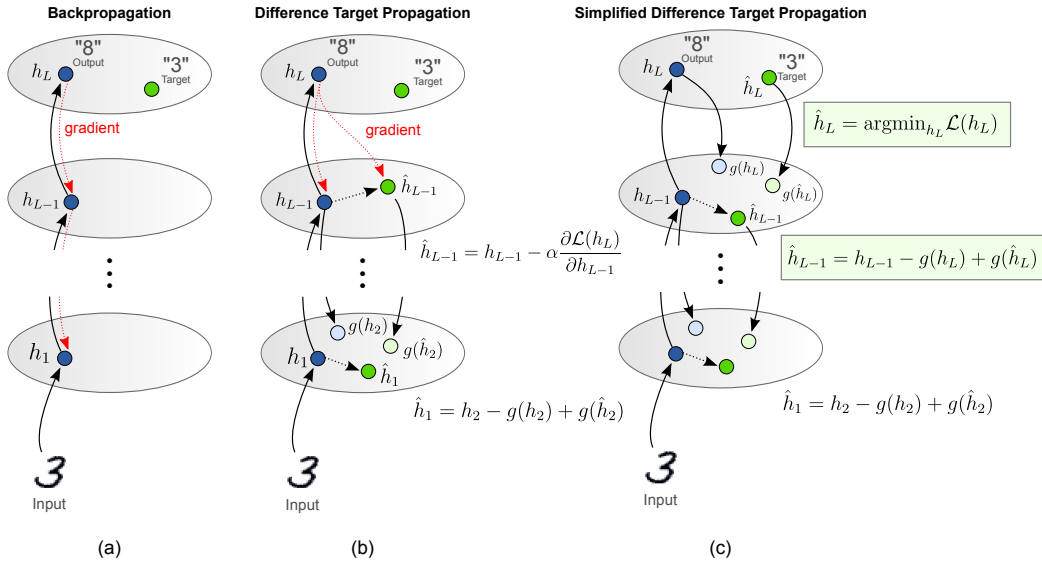 Backpropagation
"8"
Output
"3"
Target
h_L
gradient
h_{L-1}
h_1
3
Input
(a)
Difference Target Propagation
"8"
Output
"3"
Target
h_L
gradient
h_{L-1}
ĥ_{L-1}
ĥ_{L-1} = h_{L-1} - α ∂ℒ(h_L)/∂h_{L-1}
g(h_2)
g(ĥ_2)
h_1
ĥ_1
ĥ_1 = h_2 - g(h_2) + g(ĥ_2)
3
Input
(b)
Simplified Difference Target Propagation
"8"
Output
"3"
Target
h_L
ĥ_L
ĥ_L = argmin_{h_L} ℒ(h_L)
g(h_L)
g(ĥ_L)
h_{L-1}
ĥ_{L-1}
ĥ_{L-1} = h_{L-1} - g(h_L) + g(ĥ_L)
ĥ_1 = h_2 - g(h_2) + g(ĥ_2)
3
Input
(c)